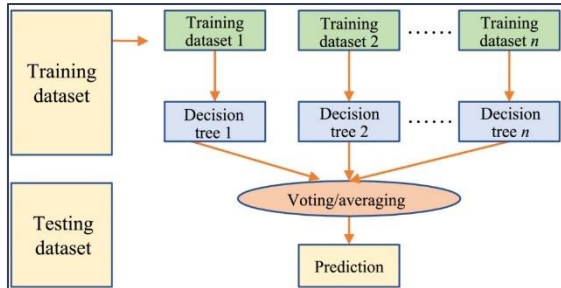 Training
dataset
Training
dataset 1
Training
dataset 2
……
Training
dataset n
Decision
tree 1
Decision
tree 2
……
Decision
tree n
Voting/averaging
Testing
dataset
Prediction